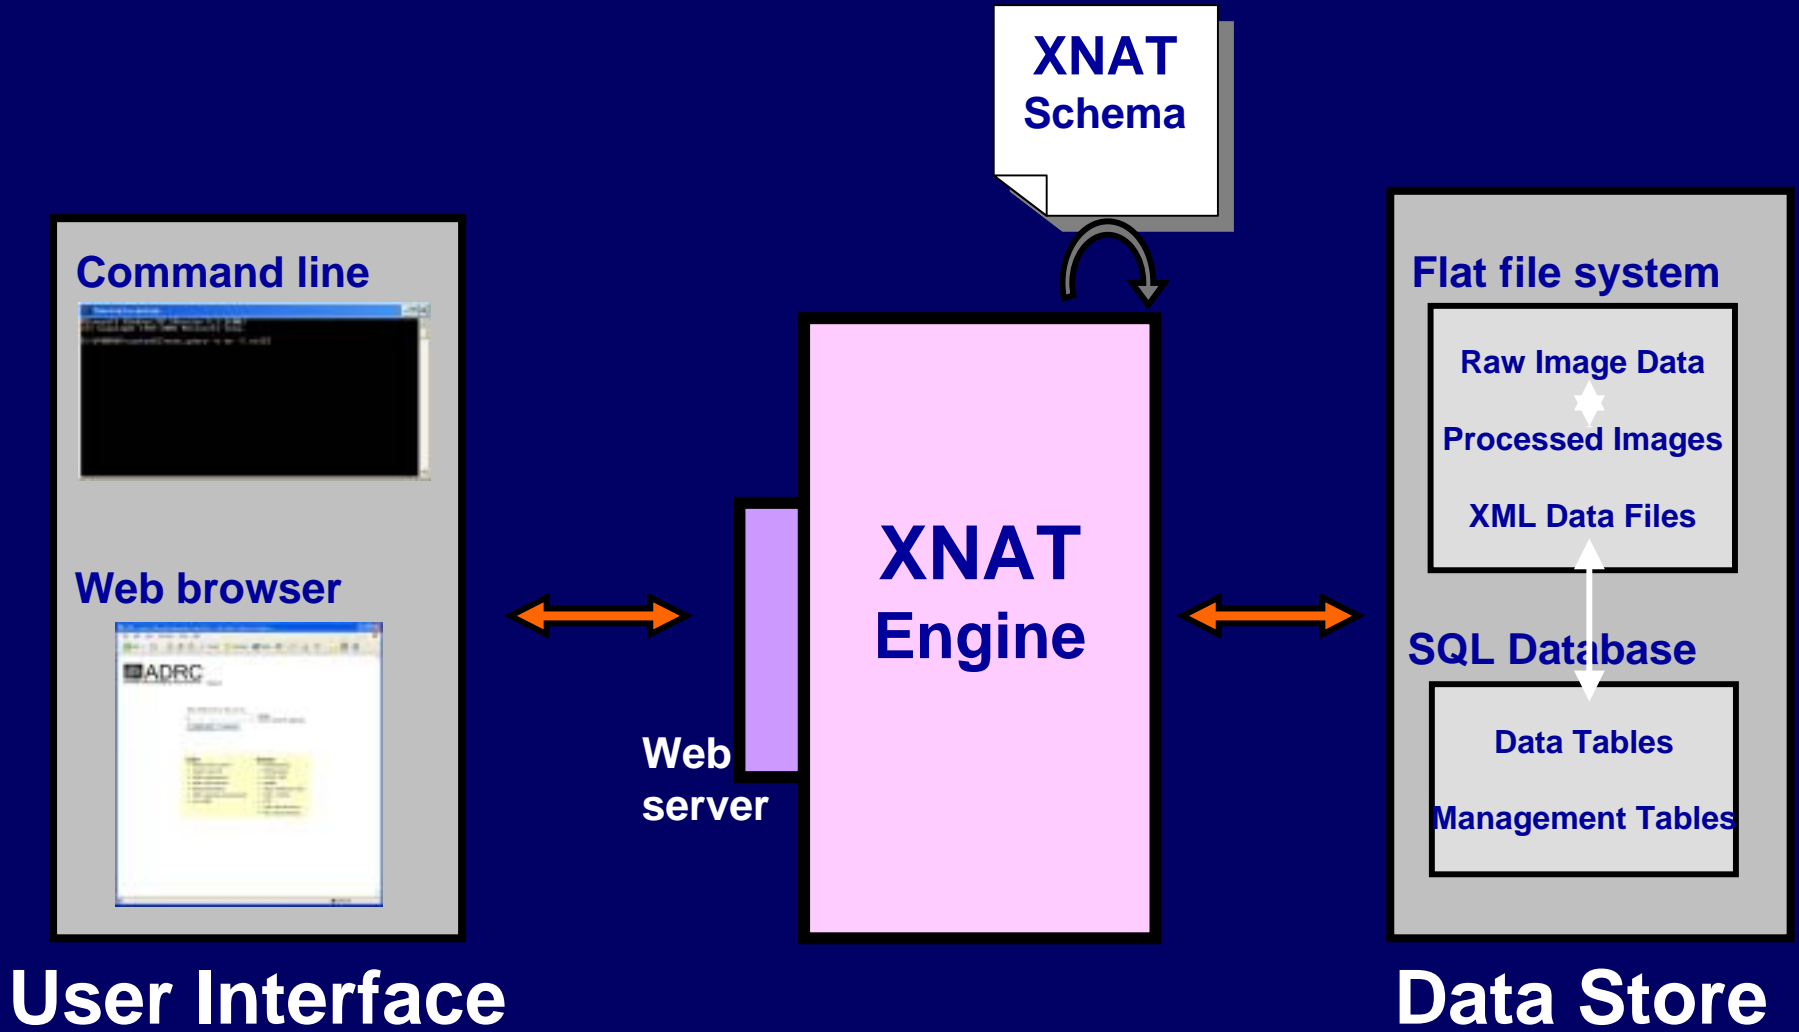 XNAT
Schema
Command line
Web browser
ADRC
User Interface
Web
server
XNAT
Engine
Flat file system
Raw Image Data
Processed Images
XML Data Files
SQL Database
Data Tables
Management Tables
Data Store